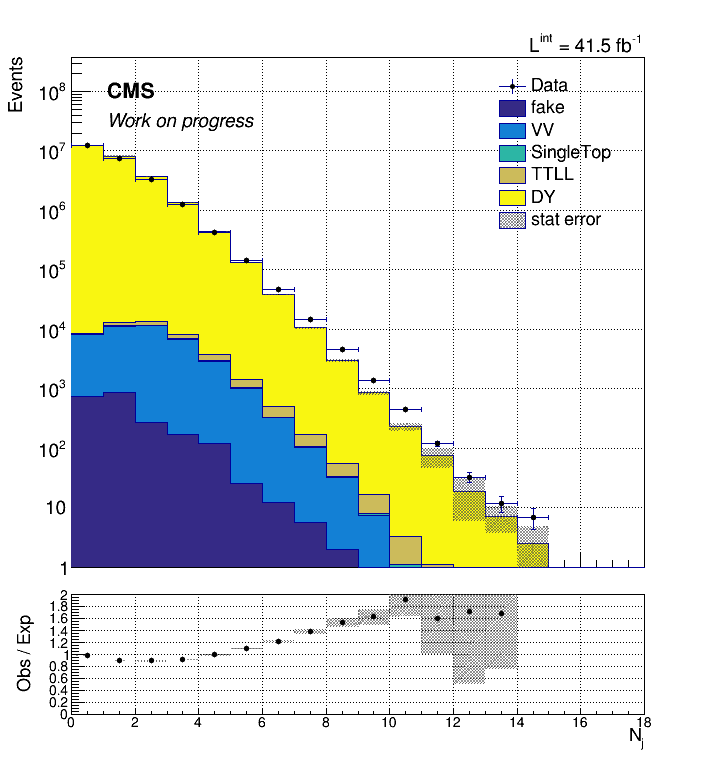 L^int = 41.5 fb^-1
Events
CMS
Work on progress
Data
fake
VV
SingleTop
TTLL
DY
stat error
10^8
10^7
10^6
10^5
10^4
10^3
10^2
10
1
Obs / Exp
2
1.8
1.6
1.4
1.2
1
0.8
0.6
0.4
0.2
0
0 2 4 6 8 10 12 14 16 18
N_j